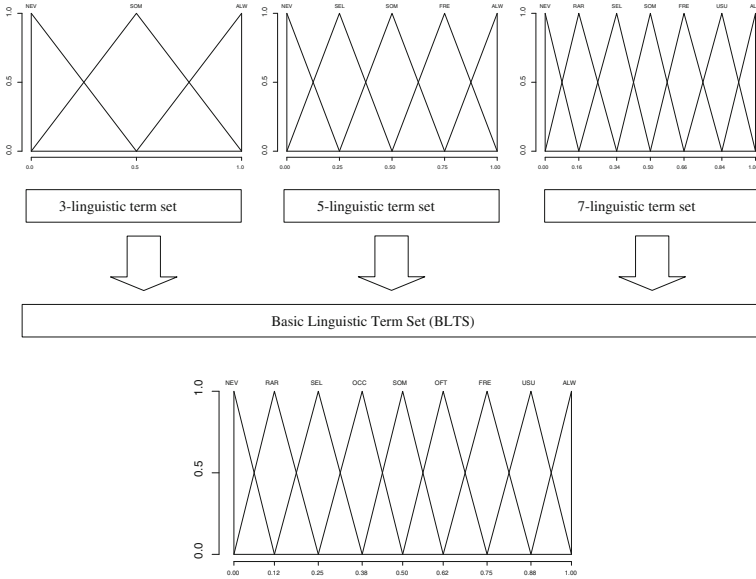 NEV SOM ALW
1.0
0.5
0.0
0.0 0.5 1.0
3-linguistic term set
NEV SEL SOM FRE ALW
1.0
0.5
0.0
0.00 0.25 0.50 0.75 1.00
5-linguistic term set
NEV RAR SEL SOM FRE USU AL
1.0
0.5
0.0
0.00 0.16 0.34 0.50 0.66 0.84 1.0
7-linguistic term set
Basic Linguistic Term Set (BLTS)
NEV RAR SEL OCC SOM OFT FRE USU ALW
1.0
0.5
0.0
0.00 0.12 0.25 0.38 0.50 0.62 0.75 0.88 1.00